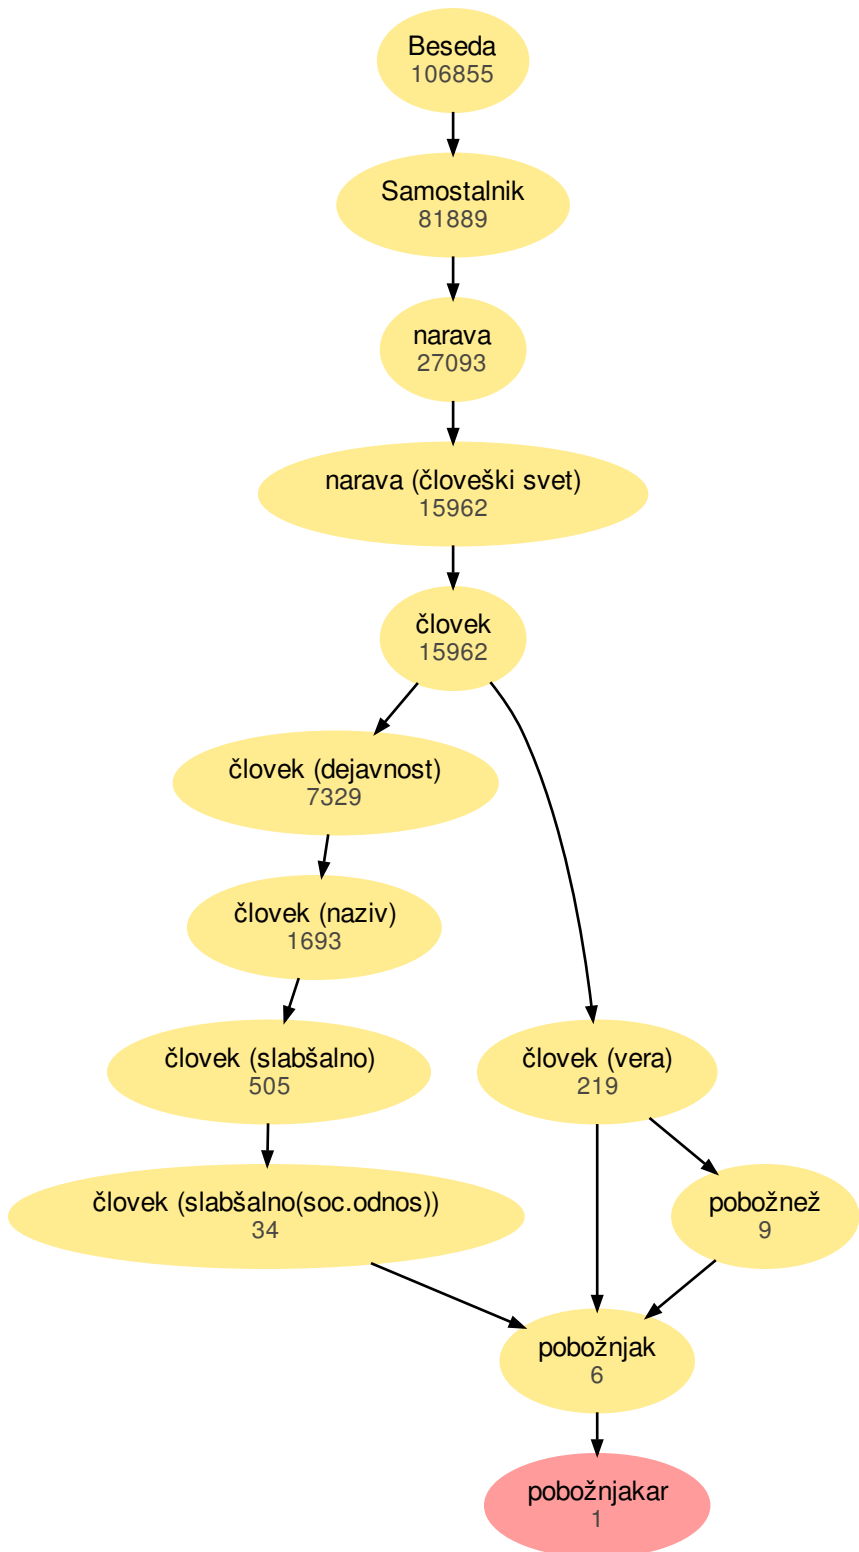 Beseda
106855
Samostalnik
81889
narava
27093
narava (človeški svet)
15962
človek
15962
človek (dejavnost)
7329
človek (naziv)
1693
človek (slabšalno)
505
človek (vera)
219
človek (slabšalno(soc.odnos))
34
pobožnež
9
pobožnjak
6
pobožnjakar
1